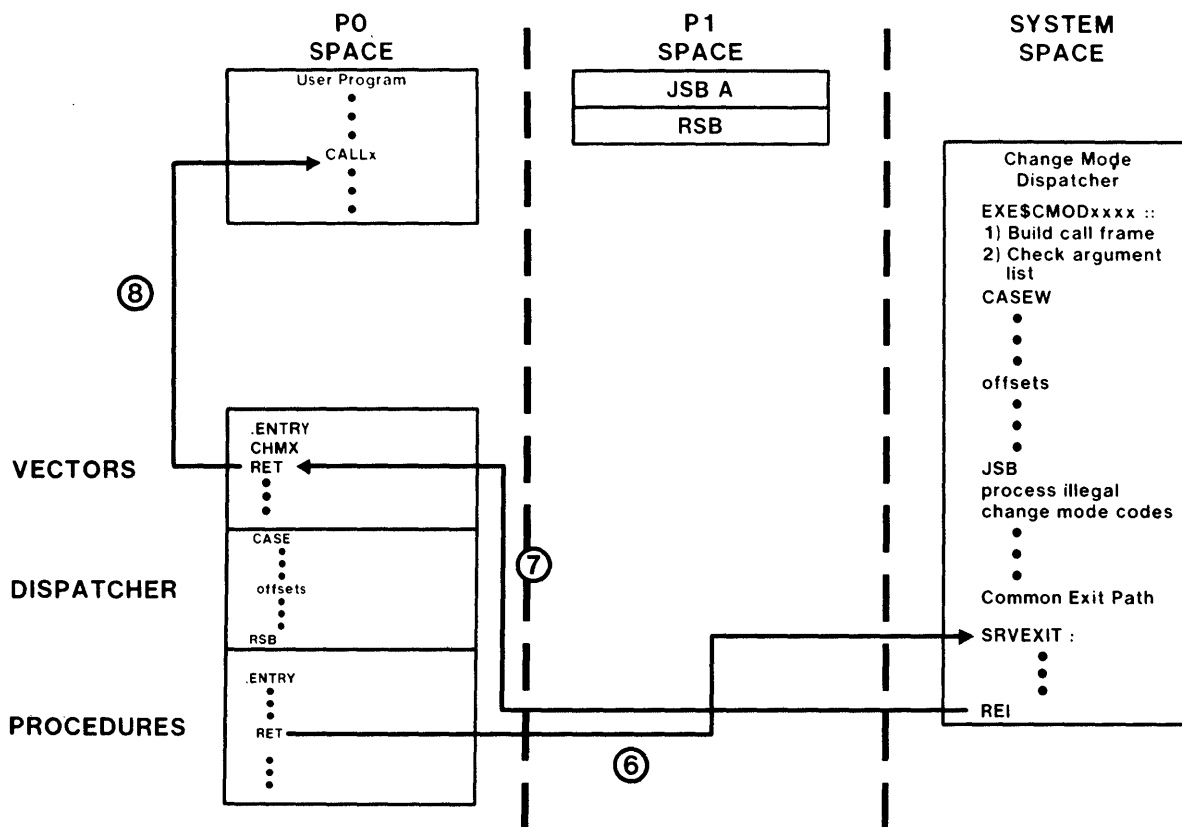 P0
SPACE
P1
SPACE
SYSTEM
SPACE
User Program
CALLx
JSB A
RSB
Change Mode
Dispatcher
EXE$CMODxxxx ::
1) Build call frame
2) Check argument
list
CASEW
offsets
JSB
process illegal
change mode codes
Common Exit Path
SRVEXIT :
REI
8
VECTORS
.ENTRY
CHMX
RET
7
DISPATCHER
CASE
offsets
RSB
PROCEDURES
.ENTRY
RET
6